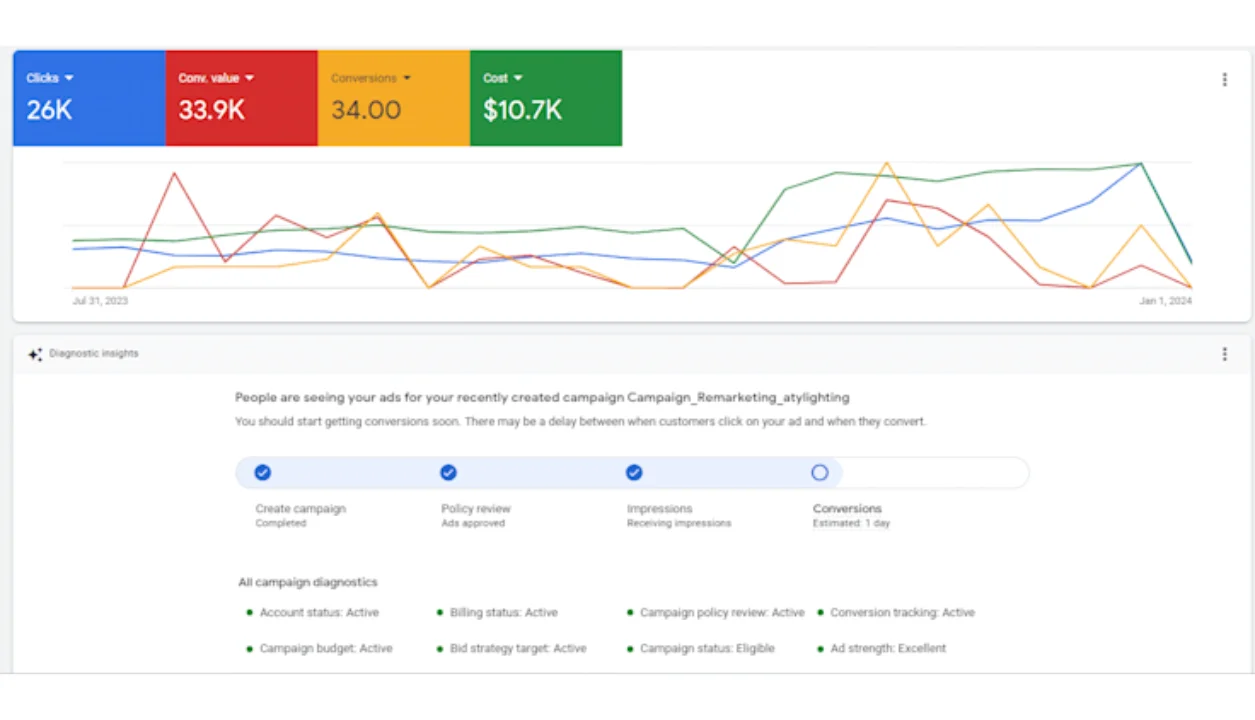 Clicks Conv. value Conversions Cost
26K 33.9K 34.00 $10.7K
Jul 31, 2023 Jan 1, 2024
Diagnostic insights
People are seeing your ads for your recently created campaign Campaign_Remarketing_atylighting
You should start getting conversions soon. There may be a delay between when customers click on your ad and when they convert.
Create campaign Policy review Impressions Conversions
Completed Ads approved Receiving impressions Estimated: 1 day
All campaign diagnostics
Account status: Active Billing status: Active Campaign policy review: Active Conversion tracking: Active
Campaign budget: Active Bid strategy target: Active Campaign status: Eligible Ad strength: Excellent